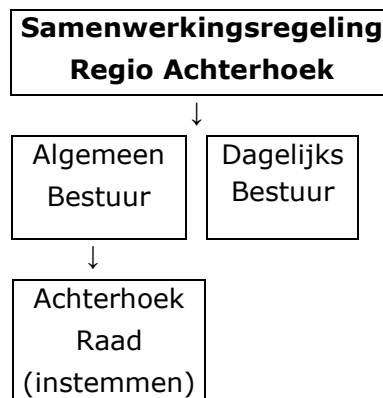 Samenwerkingsregeling
Regio Achterhoek
↓
Algemeen
Bestuur
Dagelijks
Bestuur
↓
Achterhoek
Raad
(instemmen)